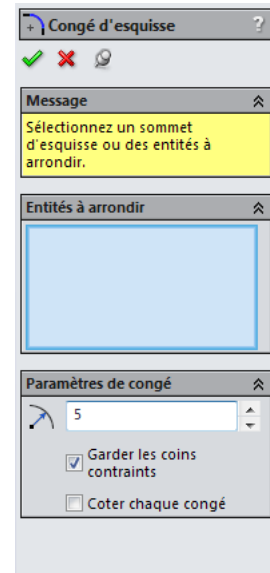 Congé d'esquisse ?
Message
Sélectionnez un sommet
d'esquisse ou des entités à
arrondir.
Entités à arrondir
Paramètres de congé
5
Garder les coins
contraints
Coter chaque congé